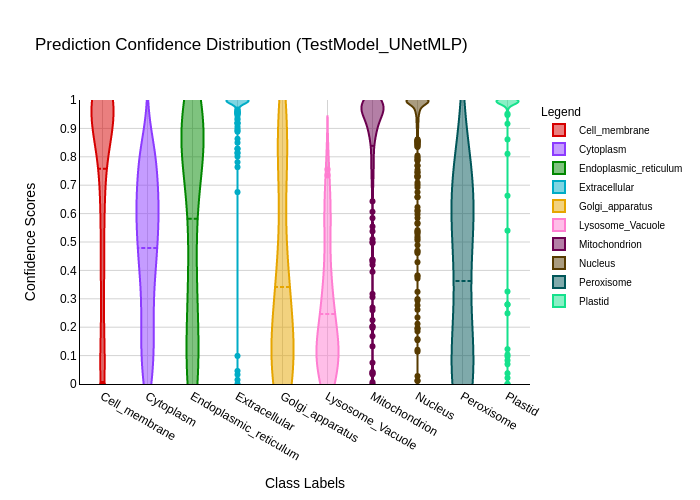 Prediction Confidence Distribution (TestModel_UNetMLP)
Legend
Cell_membrane
Cytoplasm
Endoplasmic_reticulum
Extracellular
Golgi_apparatus
Lysosome_Vacuole
Mitochondrion
Nucleus
Peroxisome
Plastid
Confidence Scores
1
0.9
0.8
0.7
0.6
0.5
0.4
0.3
0.2
0.1
0
Cell_membrane
Cytoplasm
Endoplasmic_reticulum
Extracellular
Golgi_apparatus
Lysosome_Vacuole
Mitochondrion
Nucleus
Peroxisome
Plastid
Class Labels